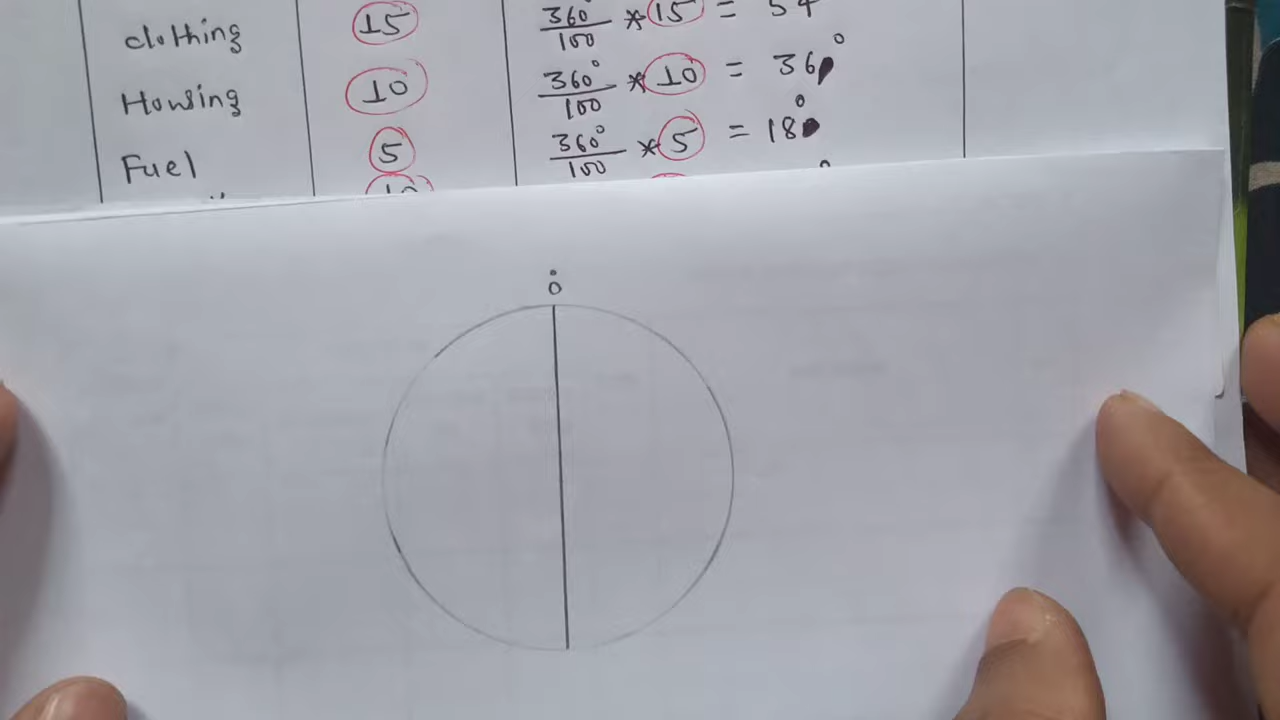 clothing 15 360°/100 * 15 = 54
Housing 10 360°/100 * 10 = 36°
Fuel 5 360°/100 * 5 = 18°
10
0°